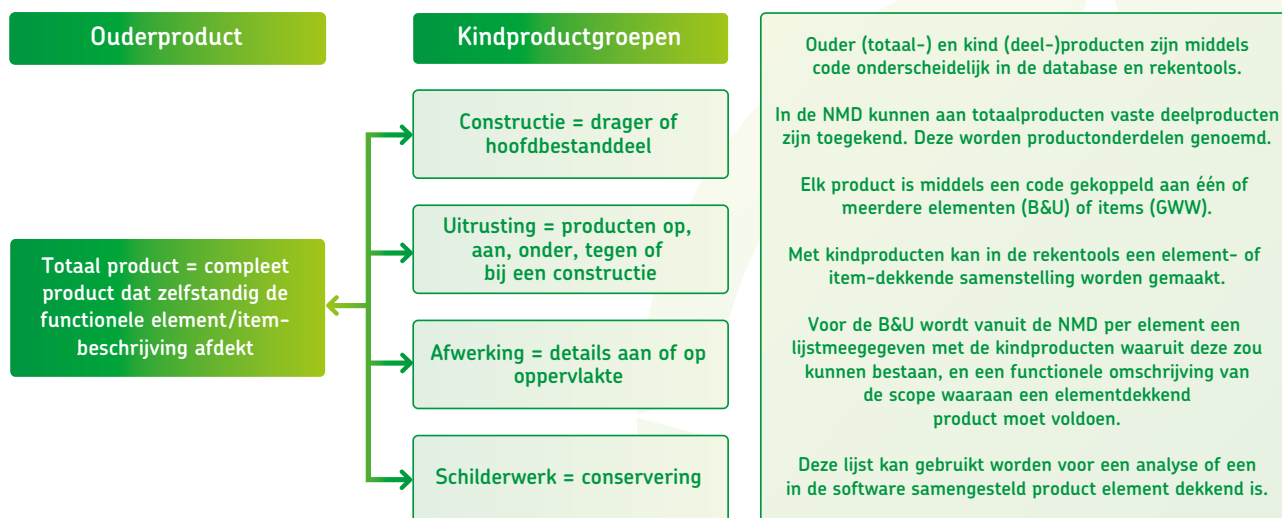 Ouderproduct
Totaal product = compleet
product dat zelfstandig de
functionele element/item-
beschrijving afdekt
Kindproductgroepen
Constructie = drager of
hoofdbestanddeel
Uitrusting = producten op,
aan, onder, tegen of
bij een constructie
Afwerking = details aan of op
oppervlakte
Schilderwerk = conservering
Ouder (totaal-) en kind (deel-)producten zijn middels
code onderscheidelijk in de database en rekentools.
In de NMD kunnen aan totaalproducten vaste deelproducten
zijn toegekend. Deze worden productonderdelen genoemd.
Elk product is middels een code gekoppeld aan één of
meerdere elementen (B&U) of items (GWW).
Met kindproducten kan in de rekentools een element- of
item-dekkende samenstelling worden gemaakt.
Voor de B&U wordt vanuit de NMD per element een
lijstmeegegeven met de kindproducten waaruit deze zou
kunnen bestaan, en een functionele omschrijving van
de scope waaraan een elementdekkend
product moet voldoen.
Deze lijst kan gebruikt worden voor een analyse of een
in de software samengesteld product element dekkend is.